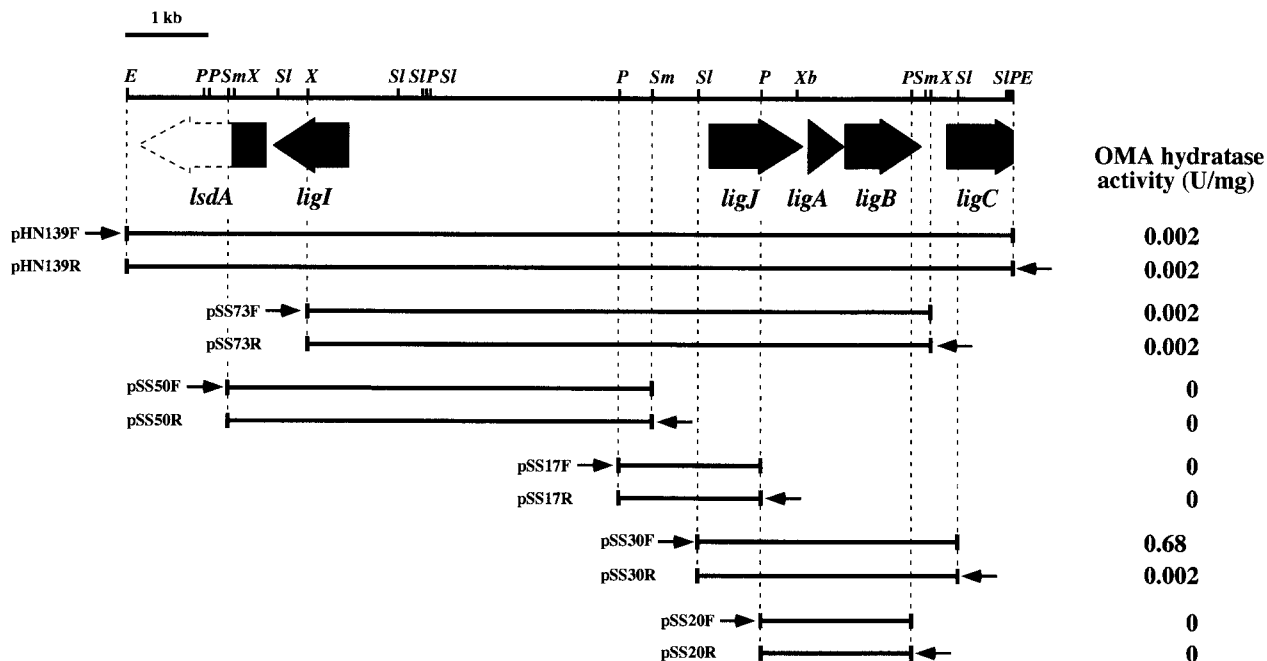 1 kb
E PP Sm X Sl X Sl Sl P Sl P Sm Sl P Xb P Sm X Sl Sl P E
lsdA ligI ligJ ligA ligB ligC
OMA hydratase
activity (U/mg)
pHN139F 0.002
pHN139R 0.002
pSS73F 0.002
pSS73R 0.002
pSS50F 0
pSS50R 0
pSS17F 0
pSS17R 0
pSS30F 0.68
pSS30R 0.002
pSS20F 0
pSS20R 0